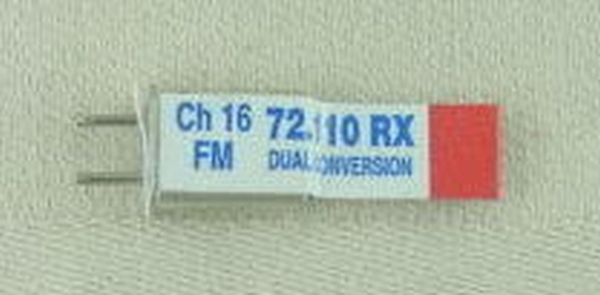 Ch 16 72.110 RX
FM DUAL CONVERSION